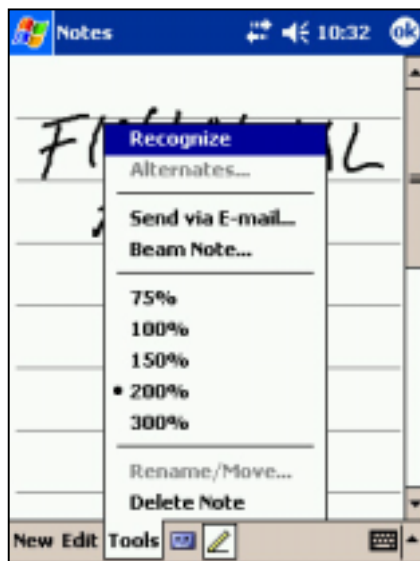 Notes 10:32 ok
Recognize
Alternates...
Send via E-mail...
Beam Note...
75%
100%
150%
200%
300%
Rename/Move...
Delete Note
New Edit Tools